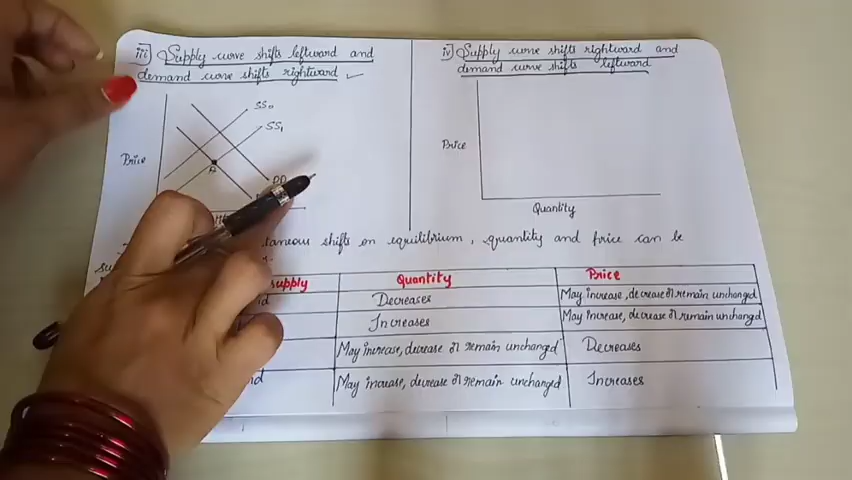 iii) Supply curve shifts leftward and
demand curve shifts rightward
SS11
SS1
Price
A
DD
iv) Supply curve shifts rightward and
demand curve shifts leftward
Price
Quantity
taneous shifts on equilibrium, quantity and price can be
supply Quantity Price
Decreases May increase, decrease or remain unchanged
Increases May increase, decrease or remain unchanged
May increase, decrease or remain unchanged Decreases
May increase, decrease or remain unchanged Increases